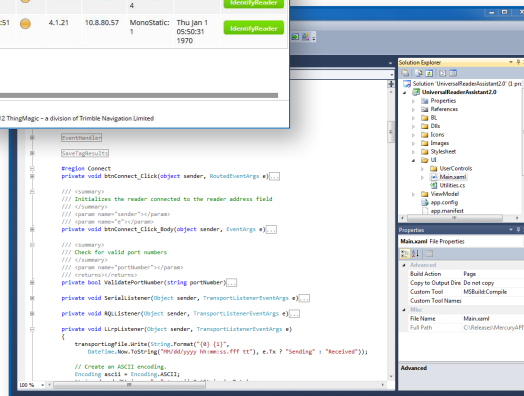 4
IdentifyReader
:51
4.1.21
10.8.80.57
MonoStatic:
1
Thu Jan 1
05:50:31
1970
IdentifyReader
12 ThingMagic – a division of Trimble Navigation Limited
EventHandler
SaveTagResults
#region Connect
private void btnConnect_Click(object sender, RoutedEventArgs e)...
/// <summary>
/// Initializes the reader connected to the reader address field
/// </summary>
/// <param name="sender"></param>
/// <param name="e"></param>
private void btnConnect_Click_Body(object sender, EventArgs e)...
/// <summary>
/// Check for valid port numbers
/// </summary>
/// <param name="portNumber"></param>
/// <returns></returns>
private bool ValidatePortNumber(string portNumber)...
private void SerialListener(Object sender, TransportListenerEventArgs e)...
private void RQLListener(Object sender, TransportListenerEventArgs e)...
private void LLrpListener(Object sender, TransportListenerEventArgs e)
{
transportLogFile.Write(String.Format("{0} {1}",
DateTime.Now.ToString("MM/dd/yyyy hh:mm:ss.fff tt"), e.Tx ? "Sending" : "Received"));
// Create an ASCII encoding.
Encoding ascii = Encoding.ASCII;
100 %
Solution Explorer
Solution 'UniversalReaderAssistant2.0' (1 pr
UniversalReaderAssistant2.0
Properties
References
BL
Dlls
Icons
Images
Stylesheet
UI
UserControls
Main.xaml
Utilities.cs
ViewModel
app.config
app.manifest
Properties
Main.xaml File Properties
Advanced
Build Action Page
Copy to Output Dire Do not copy
Custom Tool MSBuild:Compile
Custom Tool Names
Misc
File Name Main.xaml
Full Path C:\Releases\MercuryAPI
Advanced